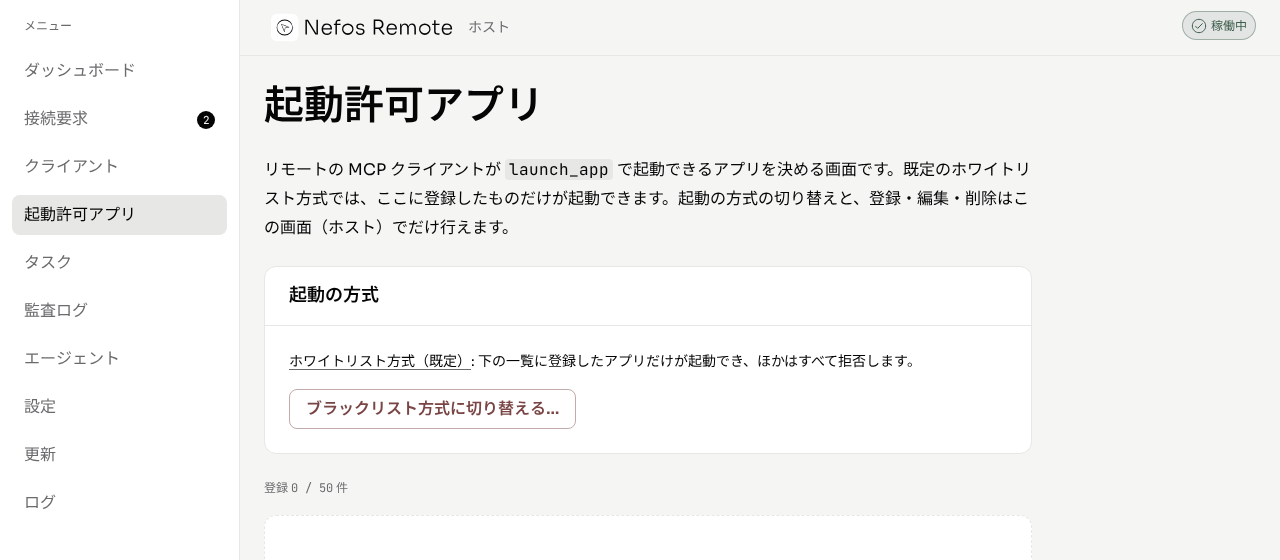 メニュー
ダッシュボード
接続要求
2
クライアント
起動許可アプリ
タスク
監査ログ
エージェント
設定
更新
ログ
Nefos Remote ホスト
稼働中
起動許可アプリ
リモートの MCP クライアントが launch_app で起動できるアプリを決める画面です。既定のホワイトリ
スト方式では、ここに登録したものだけが起動できます。起動の方式の切り替えと、登録・編集・削除はこ
の画面（ホスト）でだけ行えます。
起動の方式
ホワイトリスト方式（既定）: 下の一覧に登録したアプリだけが起動でき、ほかはすべて拒否します。
ブラックリスト方式に切り替える…
登録 0 / 50 件